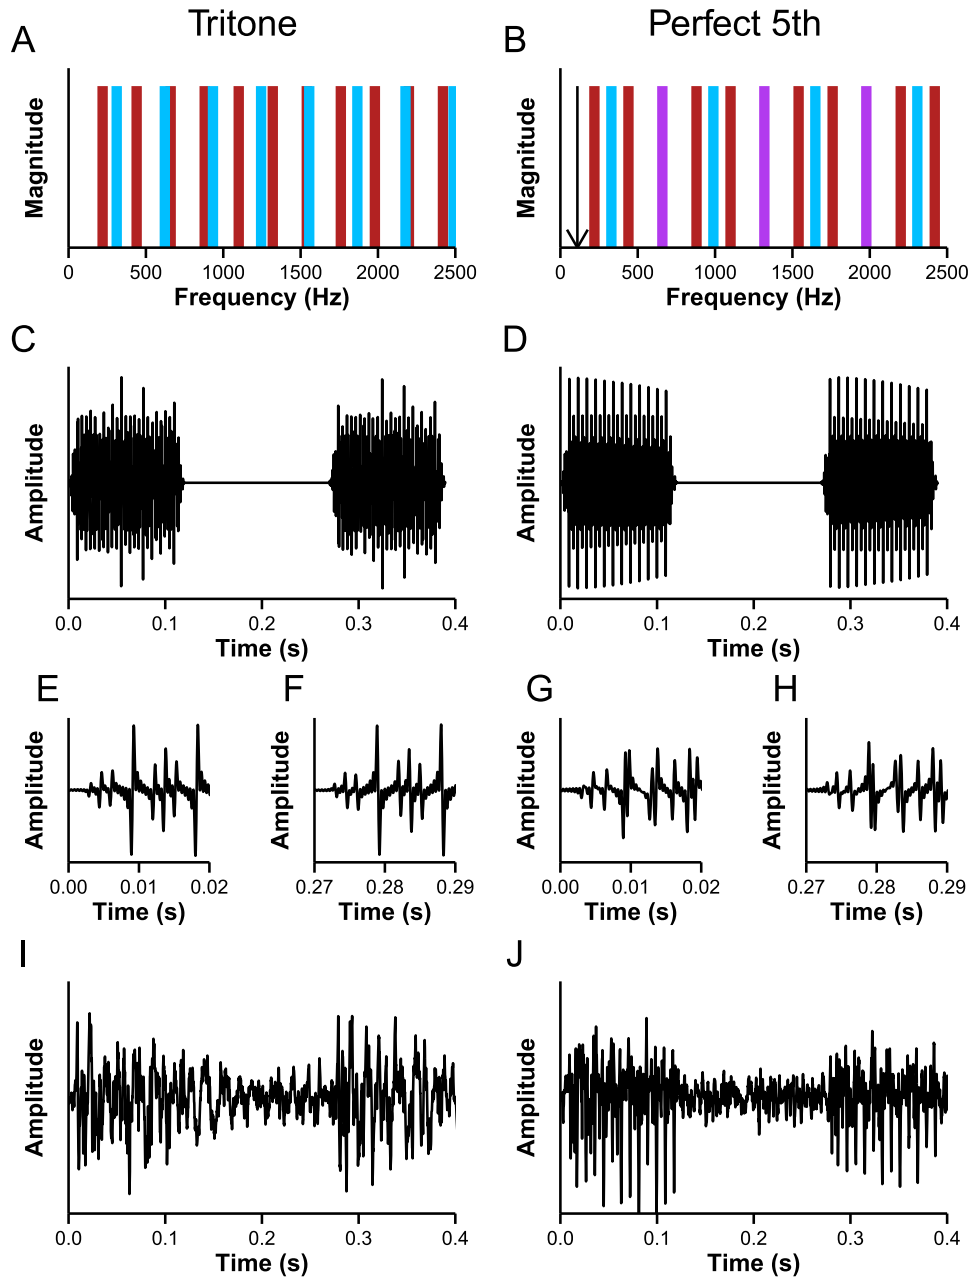 Tritone Perfect 5th
A B
Magnitude Magnitude
0 500 1000 1500 2000 2500 0 500 1000 1500 2000 2500
Frequency (Hz) Frequency (Hz)
C D
Amplitude Amplitude
0.0 0.1 0.2 0.3 0.4 0.0 0.1 0.2 0.3 0.4
Time (s) Time (s)
E F G H
Amplitude Amplitude Amplitude Amplitude
0.00 0.01 0.02 0.27 0.28 0.29 0.00 0.01 0.02 0.27 0.28 0.29
Time (s) Time (s) Time (s) Time (s)
I J
Amplitude Amplitude
0.0 0.1 0.2 0.3 0.4 0.0 0.1 0.2 0.3 0.4
Time (s) Time (s)